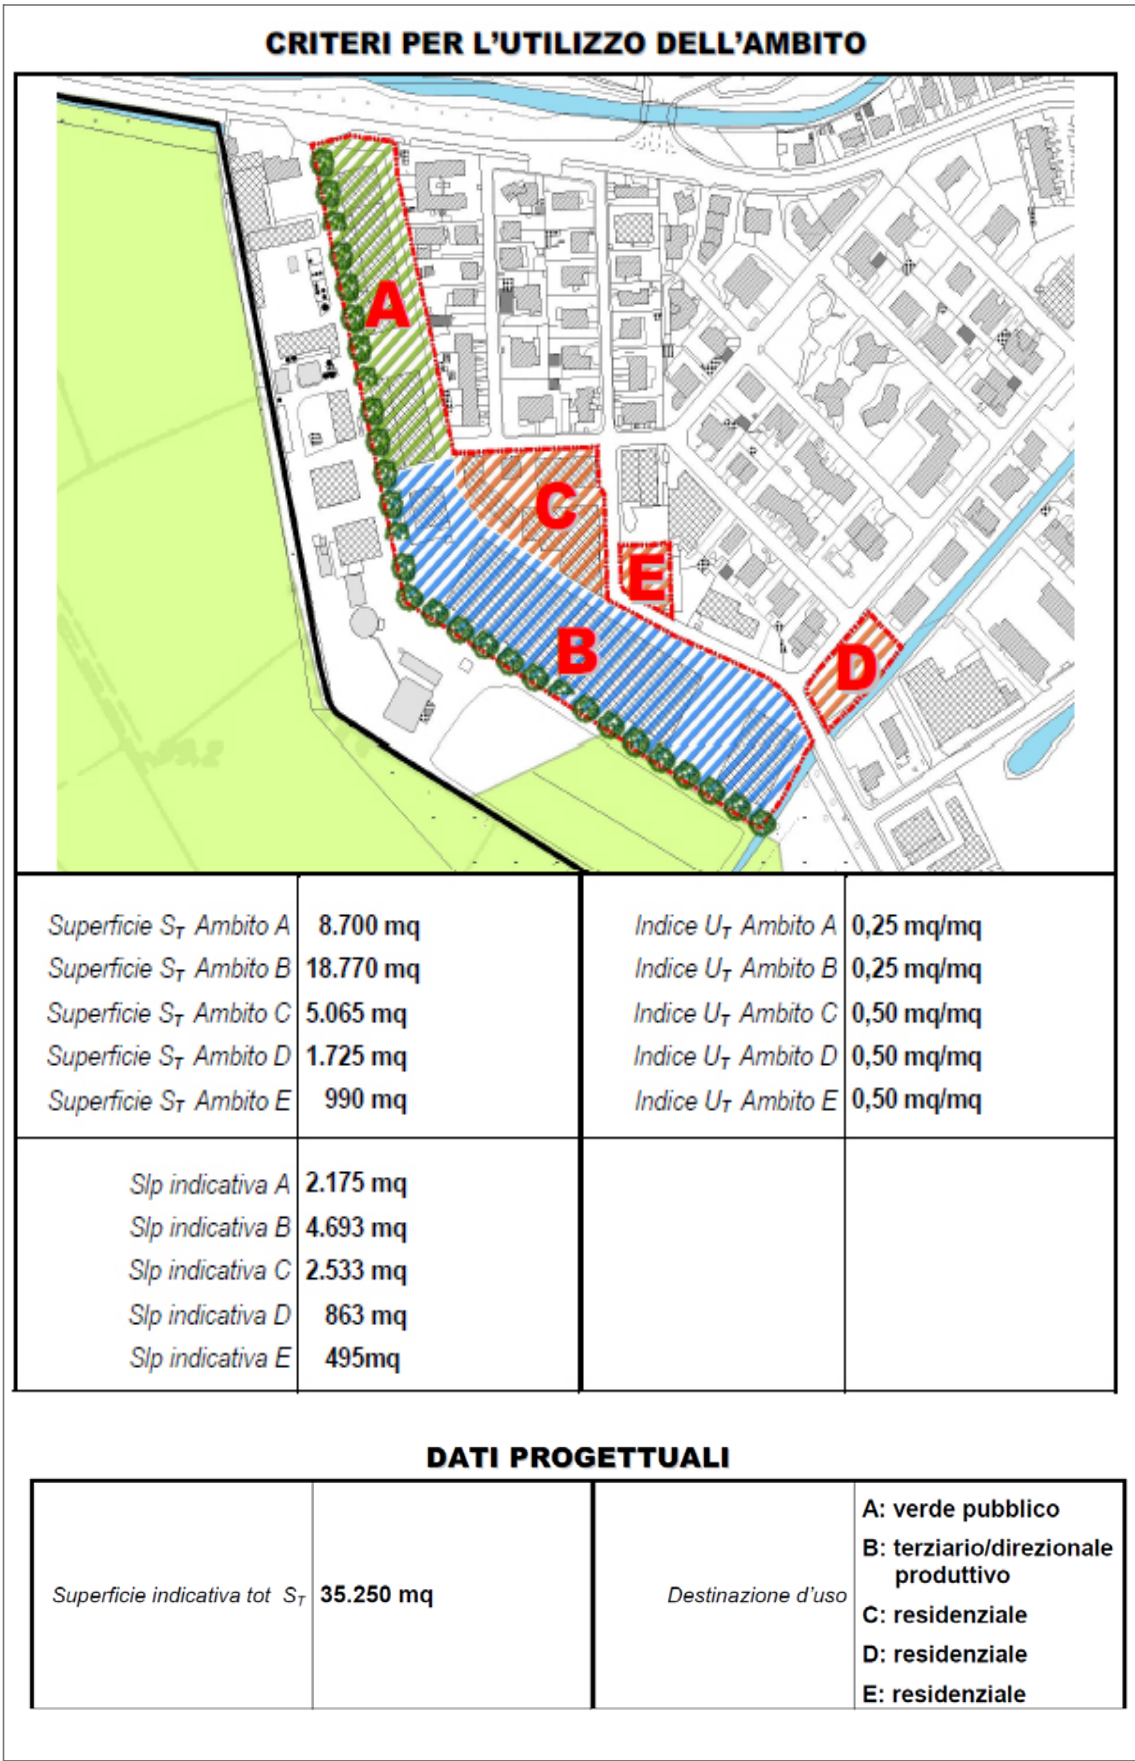 CRITERI PER L'UTILIZZO DELL'AMBITO
A
C
E
B
D
Superficie ST Ambito A 8.700 mq
Superficie ST Ambito B 18.770 mq
Superficie ST Ambito C 5.065 mq
Superficie ST Ambito D 1.725 mq
Superficie ST Ambito E 990 mq
Indice UT Ambito A 0,25 mq/mq
Indice UT Ambito B 0,25 mq/mq
Indice UT Ambito C 0,50 mq/mq
Indice UT Ambito D 0,50 mq/mq
Indice UT Ambito E 0,50 mq/mq
Slp indicativa A 2.175 mq
Slp indicativa B 4.693 mq
Slp indicativa C 2.533 mq
Slp indicativa D 863 mq
Slp indicativa E 495mq
DATI PROGETTUALI
Superficie indicativa tot ST 35.250 mq
Destinazione d'uso
A: verde pubblico
B: terziario/direzionale
produttivo
C: residenziale
D: residenziale
E: residenziale